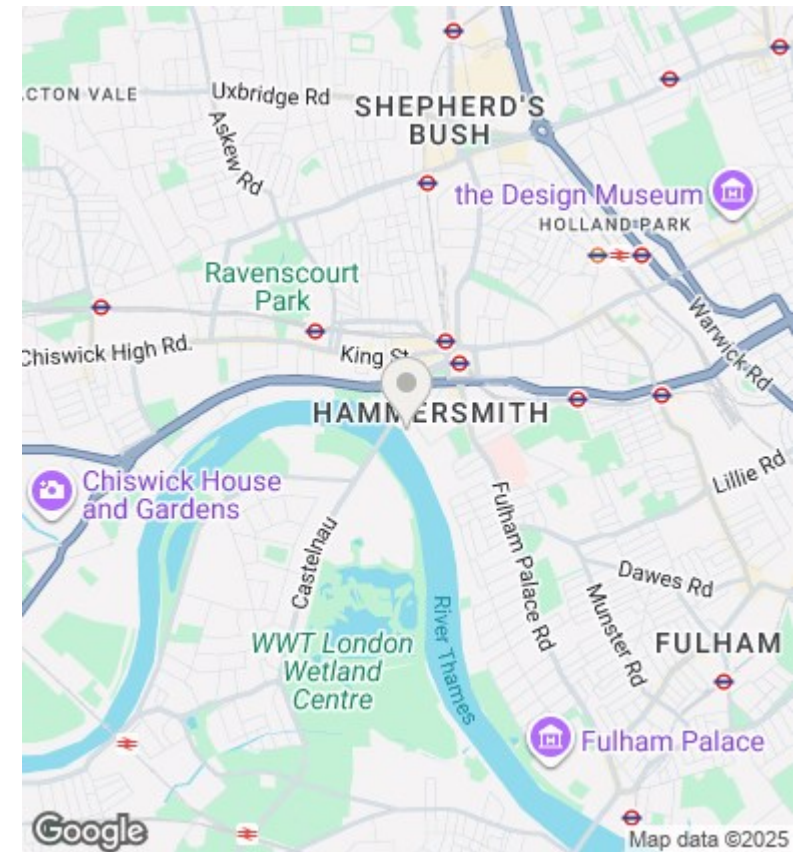 ACTON VALE
Uxbridge Rd
SHEPHERD'S
BUSH
Askew Rd
the Design Museum
HOLLAND PARK
Ravenscourt
Park
Warwick Rd
Chiswick High Rd.
King St
HAMMERSMITH
Chiswick House
and Gardens
Lillie Rd
Fulham Palace Rd
Castelnau
Dawes Rd
Munster Rd
River Thames
WWT London
Wetland
Centre
FULHAM
Fulham Palace
Google
Map data ©2025